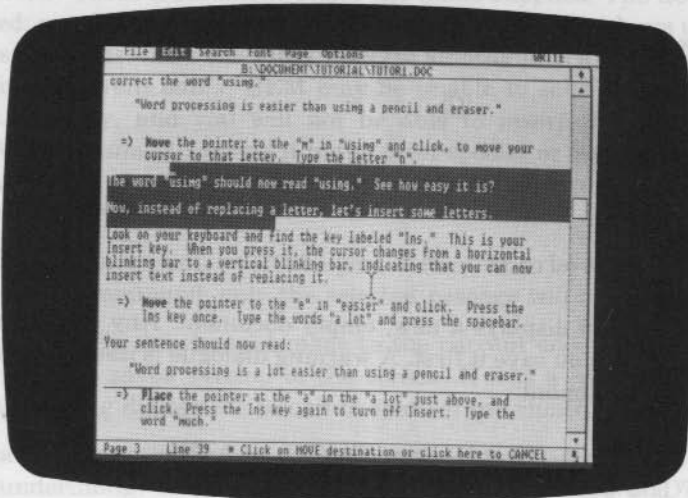 File Edit Search Font Page Options WRITE
B:\DOCUMENT\TUTORIAL\TUTOR1.DOC
correct the word "usimg."
"Word processing is easier than usimg a pencil and eraser."
=) Move the pointer to the "m" in "usimg" and click, to move your
cursor to that letter. Type the letter "n".
The word "usimg" should now read "using." See how easy it is?
Now, instead of replacing a letter, let's insert some letters.
Look on your keyboard and find the key labeled "Ins." This is your
Insert key. When you press it, the cursor changes from a horizontal
blinking bar to a vertical blinking bar, indicating that you can now
insert text instead of replacing it.
=) Move the pointer to the "e" in "easier" and click. Press the
Ins key once. Type the words "a lot" and press the spacebar.
Your sentence should now read:
"Word processing is a lot easier than using a pencil and eraser."
=) Place the pointer at the "a" in the "a lot" just above, and
click. Press the Ins key again to turn off Insert. Type the
word "much."
Page 3 Line 39 * Click on MOVE destination or click here to CANCEL